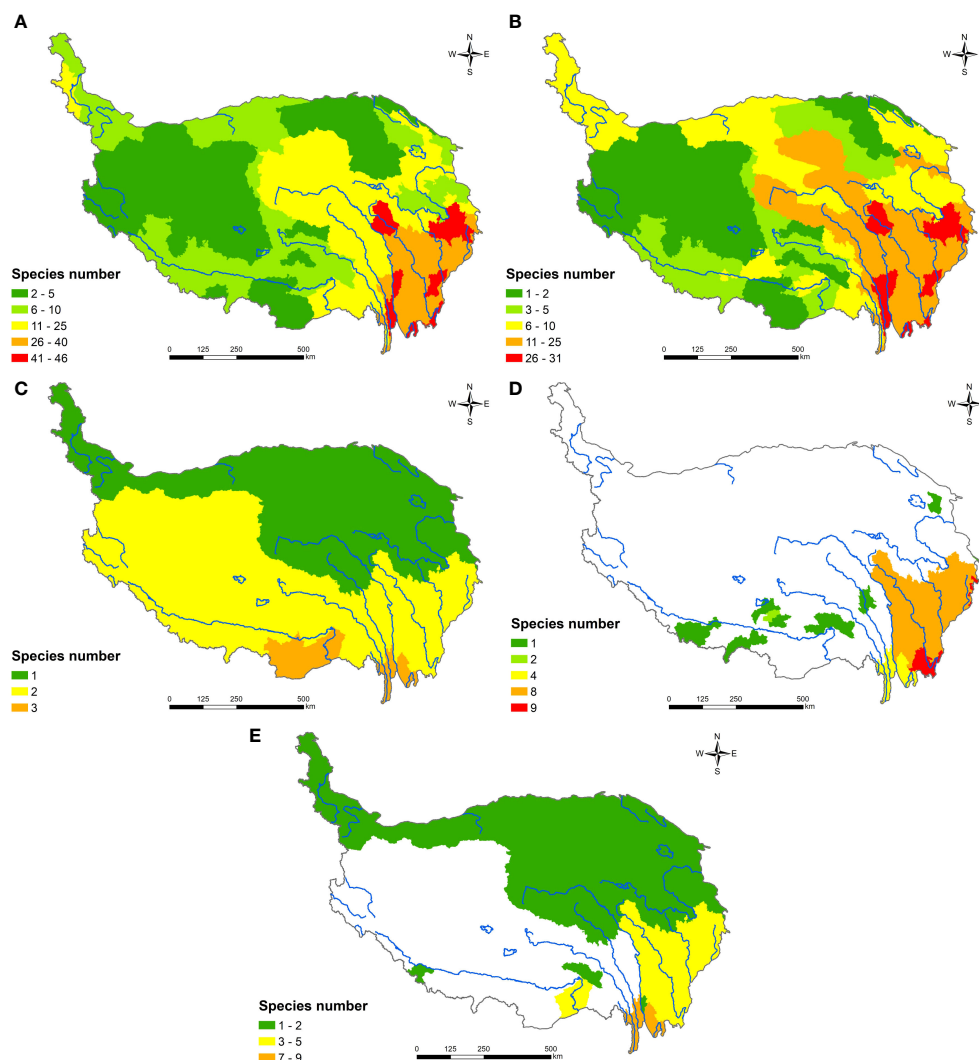 A
N
W E
S
Species number
2 - 5
6 - 10
11 - 25
26 - 40
41 - 46
0 125 250 500
km
B
N
W E
S
Species number
1 - 2
3 - 5
6 - 10
11 - 25
26 - 31
0 125 250 500
km
C
N
W E
S
Species number
1
2
3
0 125 250 500
km
D
N
W E
S
Species number
1
2
4
8
9
0 125 250 500
km
E
N
W E
S
Species number
1 - 2
3 - 5
7 - 9
0 125 250 500
km